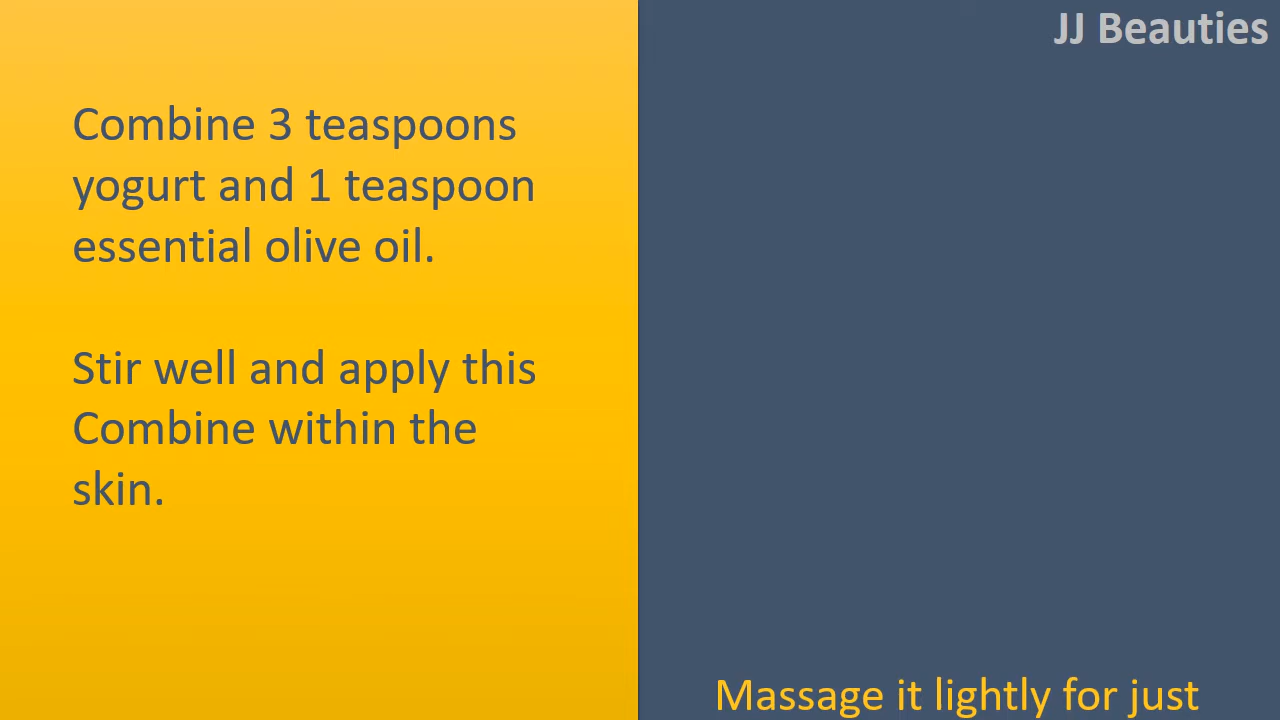 JJ Beauties
Combine 3 teaspoons
yogurt and 1 teaspoon
essential olive oil.
Stir well and apply this
Combine within the
skin.
Massage it lightly for just